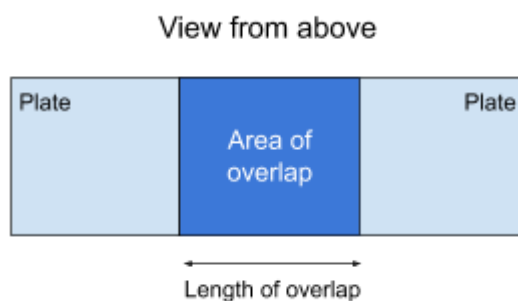 View from above
Plate
Plate
Area of
overlap
Length of overlap